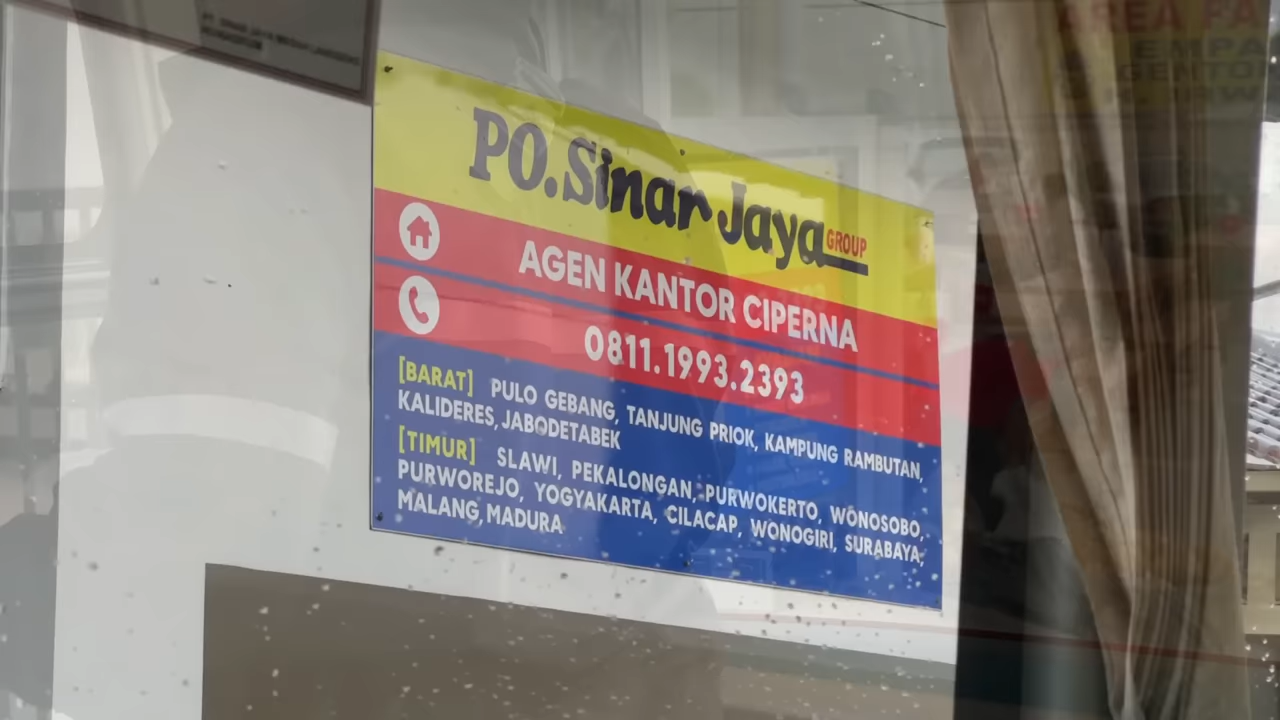 PO.Sinar Jaya GROUP
AGEN KANTOR CIPERNA
0811.1993.2393
[BARAT] PULO GEBANG, TANJUNG PRIOK, KAMPUNG RAMBUTAN,
KALIDERES, JABODETABEK
[TIMUR] SLAWI, PEKALONGAN, PURWOKERTO, WONOSOBO,
PURWOREJO, YOGYAKARTA, CILACAP, WONOGIRI, SURABAYA,
MALANG, MADURA